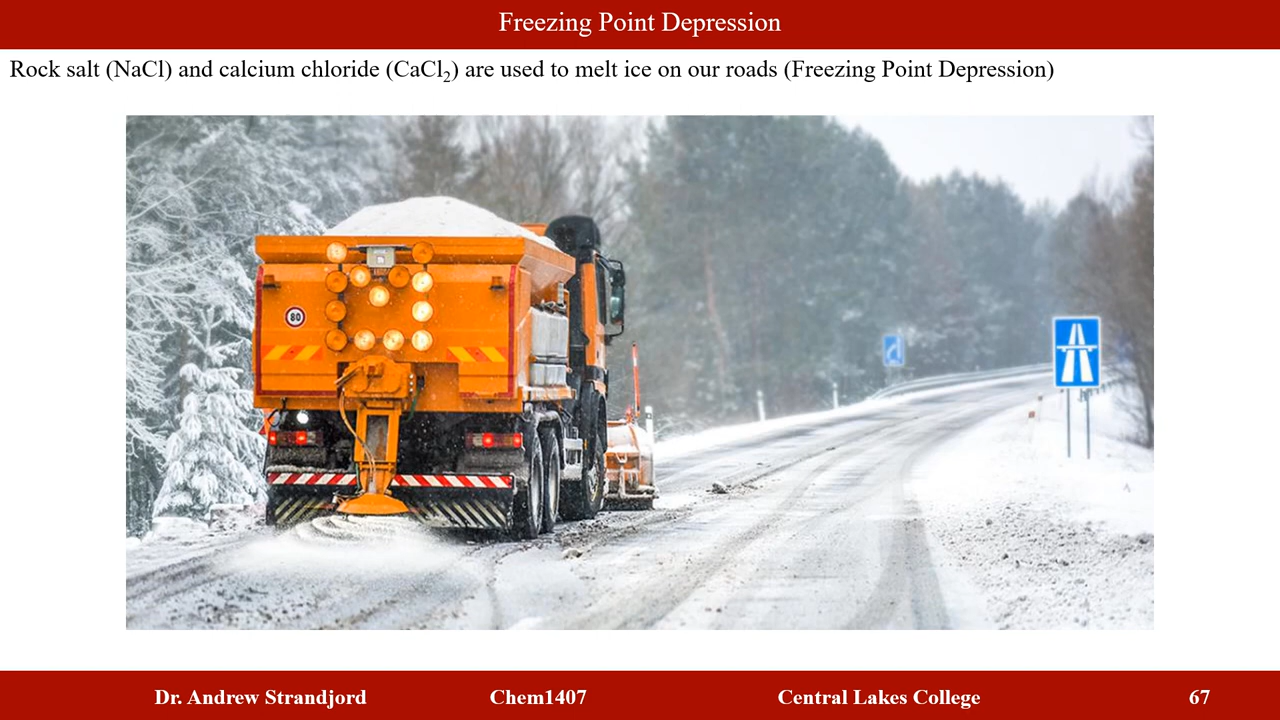 Freezing Point Depression
Rock salt (NaCl) and calcium chloride (CaCl₂) are used to melt ice on our roads (Freezing Point Depression)
80
Dr. Andrew Strandjord Chem1407 Central Lakes College 67